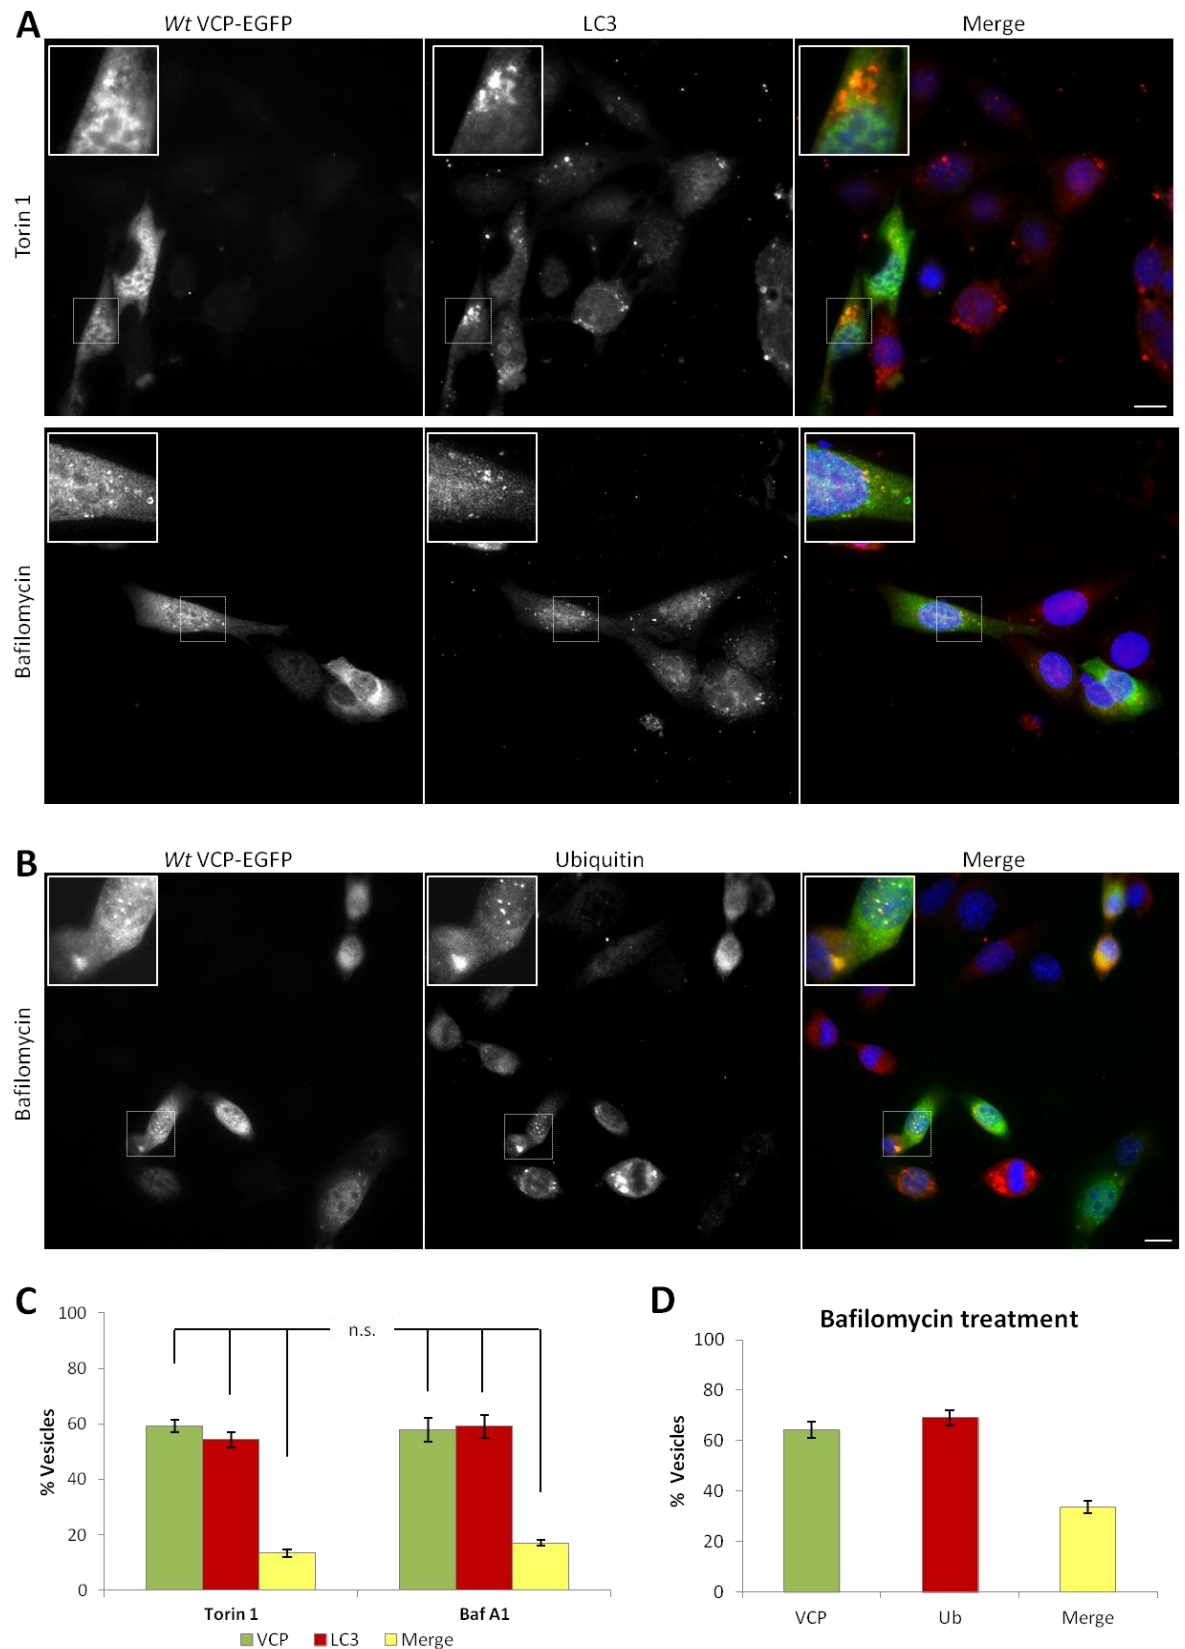 A
Wt VCP-EGFP LC3 Merge
Torin 1
Bafilomycin
B
Wt VCP-EGFP Ubiquitin Merge
Bafilomycin
C
100
80
60
40
20
0
% Vesicles
n.s.
Torin 1 Baf A1
VCP LC3 Merge
D
Bafilomycin treatment
100
80
60
40
20
0
% Vesicles
VCP Ub Merge